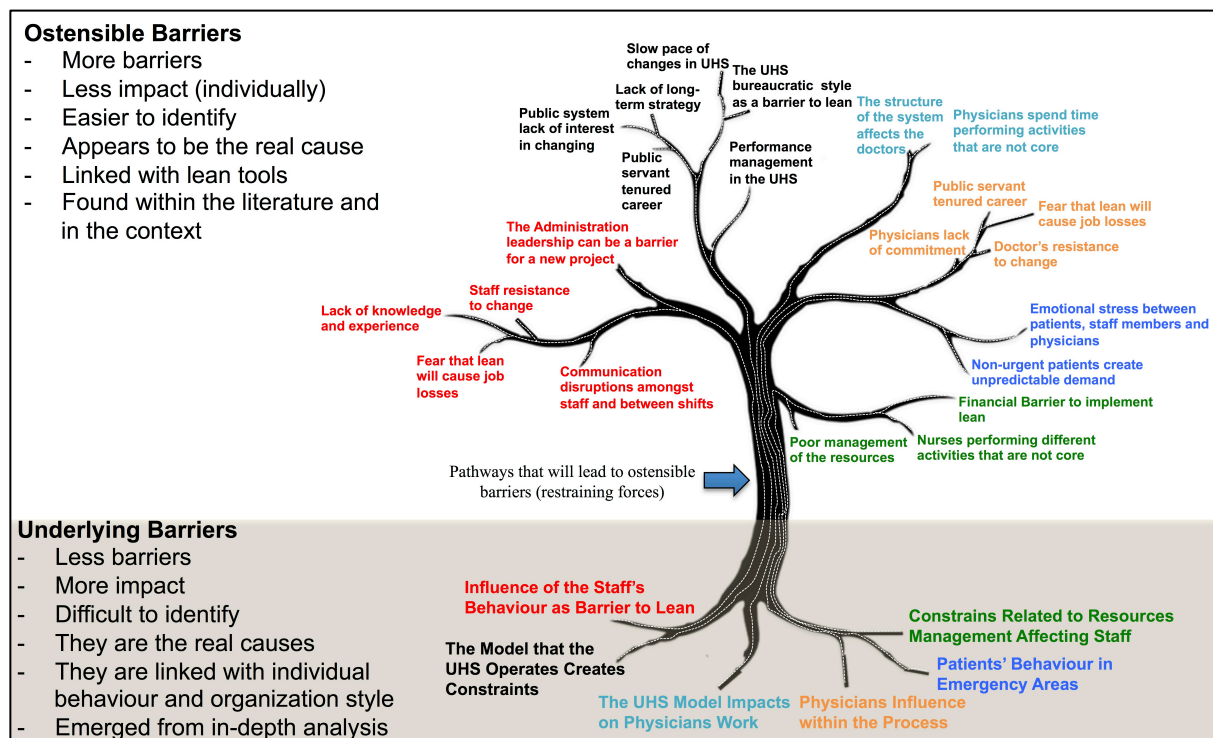 Ostensible Barriers
- More barriers
- Less impact (individually)
- Easier to identify
- Appears to be the real cause
- Linked with lean tools
- Found within the literature and
in the context
Slow pace of
changes in UHS
The UHS
bureaucratic style
as a barrier to lean
Lack of long-
term strategy
Public system
lack of interest
in changing
Public
servant
tenured
career
Performance
management
in the UHS
The structure
of the system
affects the
doctors
Physicians spend time
performing activities
that are not core
Public servant
tenured career
Fear that lean will
cause job losses
Physicians lack
of commitment
Doctor's resistance
to change
The Administration
leadership can be a barrier
for a new project
Staff resistance
to change
Lack of knowledge
and experience
Fear that lean
will cause job
losses
Communication
disruptions amongst
staff and between shifts
Emotional stress between
patients, staff members and
physicians
Non-urgent patients create
unpredictable demand
Financial Barrier to implement
lean
Poor management
of the resources
Nurses performing different
activities that are not core
Pathways that will lead to ostensible
barriers (restraining forces)
Underlying Barriers
- Less barriers
- More impact
- Difficult to identify
- They are the real causes
- They are linked with individual
behaviour and organization style
- Emerged from in-depth analysis
Influence of the Staff's
Behaviour as Barrier to Lean
The Model that the
UHS Operates Creates
Constraints
The UHS Model Impacts
on Physicians Work
Physicians Influence
within the Process
Constrains Related to Resources
Management Affecting Staff
Patients' Behaviour in
Emergency Areas